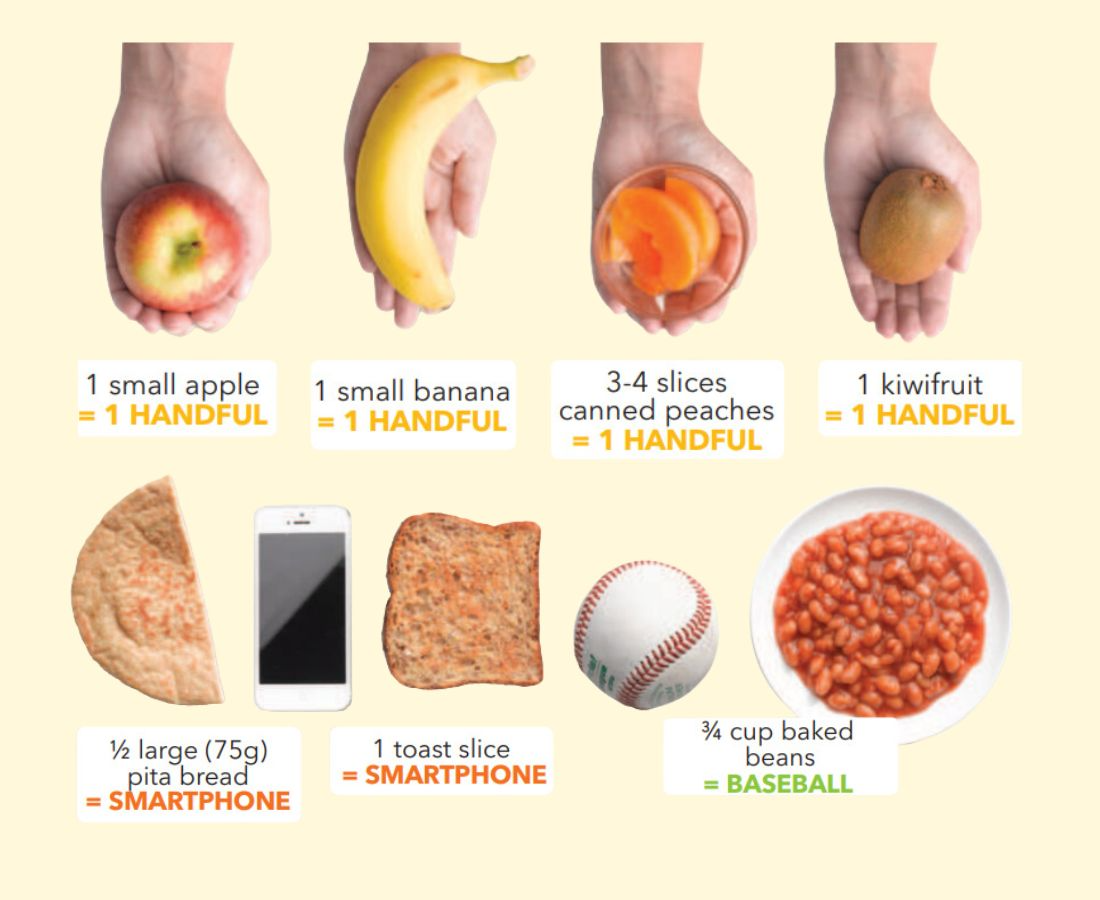 1 small apple
= 1 HANDFUL
1 small banana
= 1 HANDFUL
3-4 slices
canned peaches
= 1 HANDFUL
1 kiwifruit
= 1 HANDFUL
½ large (75g)
pita bread
= SMARTPHONE
1 toast slice
= SMARTPHONE
¾ cup baked
beans
= BASEBALL